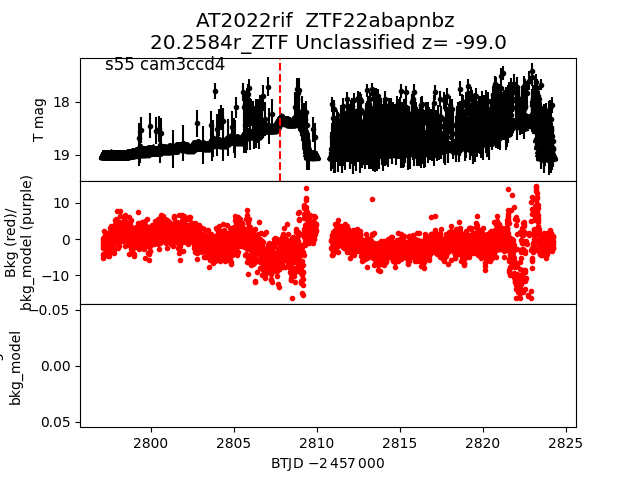 AT2022rif  ZTF22abapnbz
20.2584r_ZTF Unclassified z= -99.0
s55 cam3ccd4
T mag
18
19
Bkg (red)/
bkg_model (purple)
10
0
−10
bkg_model
−0.05
0.00
0.05
2800
2805
2810
2815
2820
2825
BTJD −2 457 000